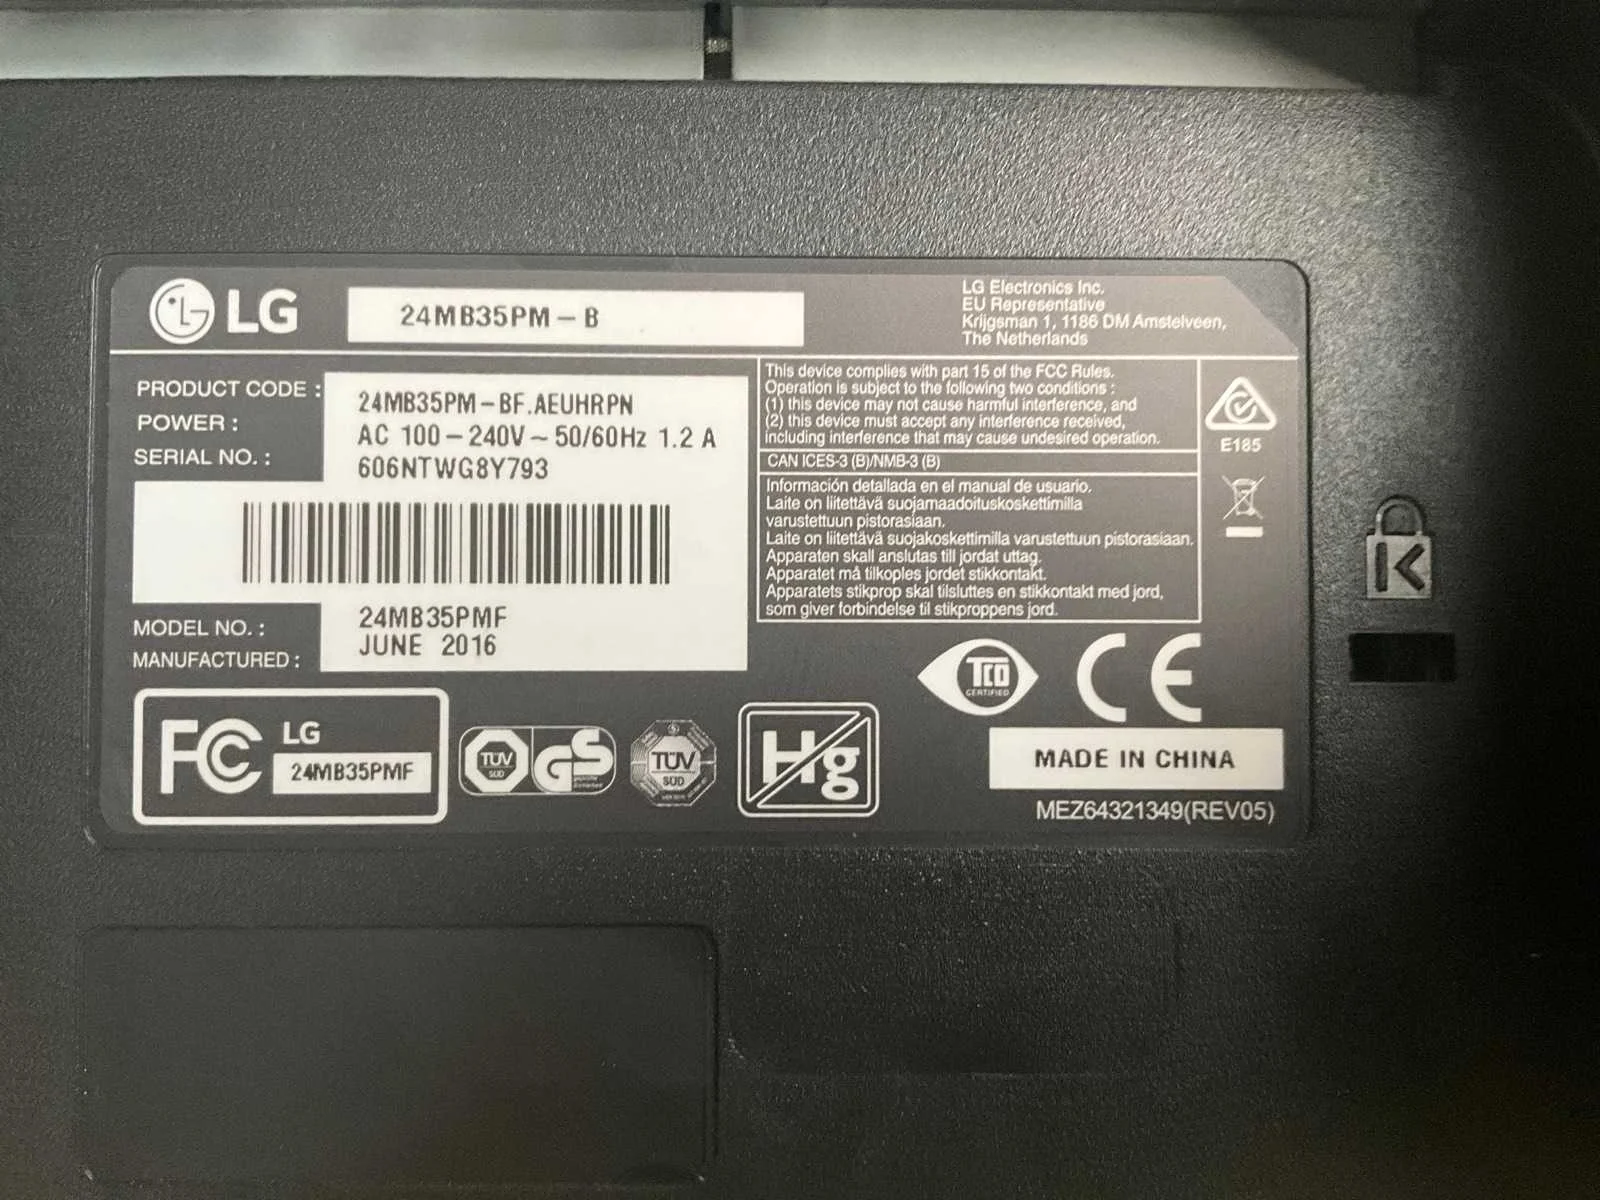 LG
24MB35PM-B
LG Electronics Inc.
EU Representative
Krijgsman 1, 1186 DM Amstelveen,
The Netherlands
PRODUCT CODE : 24MB35PM-BF.AEUHRPN
POWER : AC 100-240V~50/60Hz 1.2 A
SERIAL NO. : 606NTWG8Y793
MODEL NO. : 24MB35PMF
MANUFACTURED : JUNE 2016
This device complies with part 15 of the FCC Rules.
Operation is subject to the following two conditions :
(1) this device may not cause harmful interference, and
(2) this device must accept any interference received,
including interference that may cause undesired operation.
CAN ICES-3 (B)/NMB-3 (B)
Información detallada en el manual de usuario.
Laite on liitettävä suojamaadoituskoskettimilla
varustettuun pistorasiaan.
Laite on liitettävä suojakoskettimilla varustettuun pistorasiaan.
Apparaten skall anslutas till jordat uttag.
Apparatet må tilkoples jordet stikkontakt.
Apparatets stikprop skal tilsluttes en stikkontakt med jord,
som giver forbindelse til stikproppens jord.
E185
K
FC LG
24MB35PMF
TÜV
SÜD
GS
geprüfte
Sicherheit
TÜV
SÜD
Hg
TCO
CERTIFIED
CE
MADE IN CHINA
MEZ64321349(REV05)